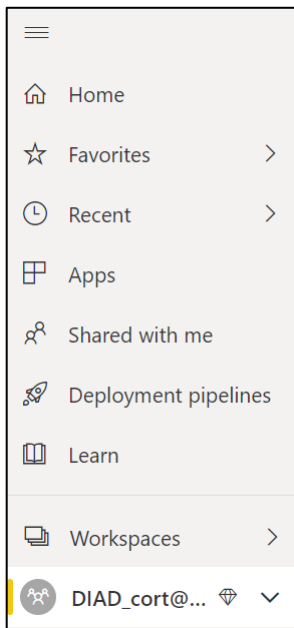 Home
Favorites
Recent
Apps
Shared with me
Deployment pipelines
Learn
Workspaces
DIAD_cort@...